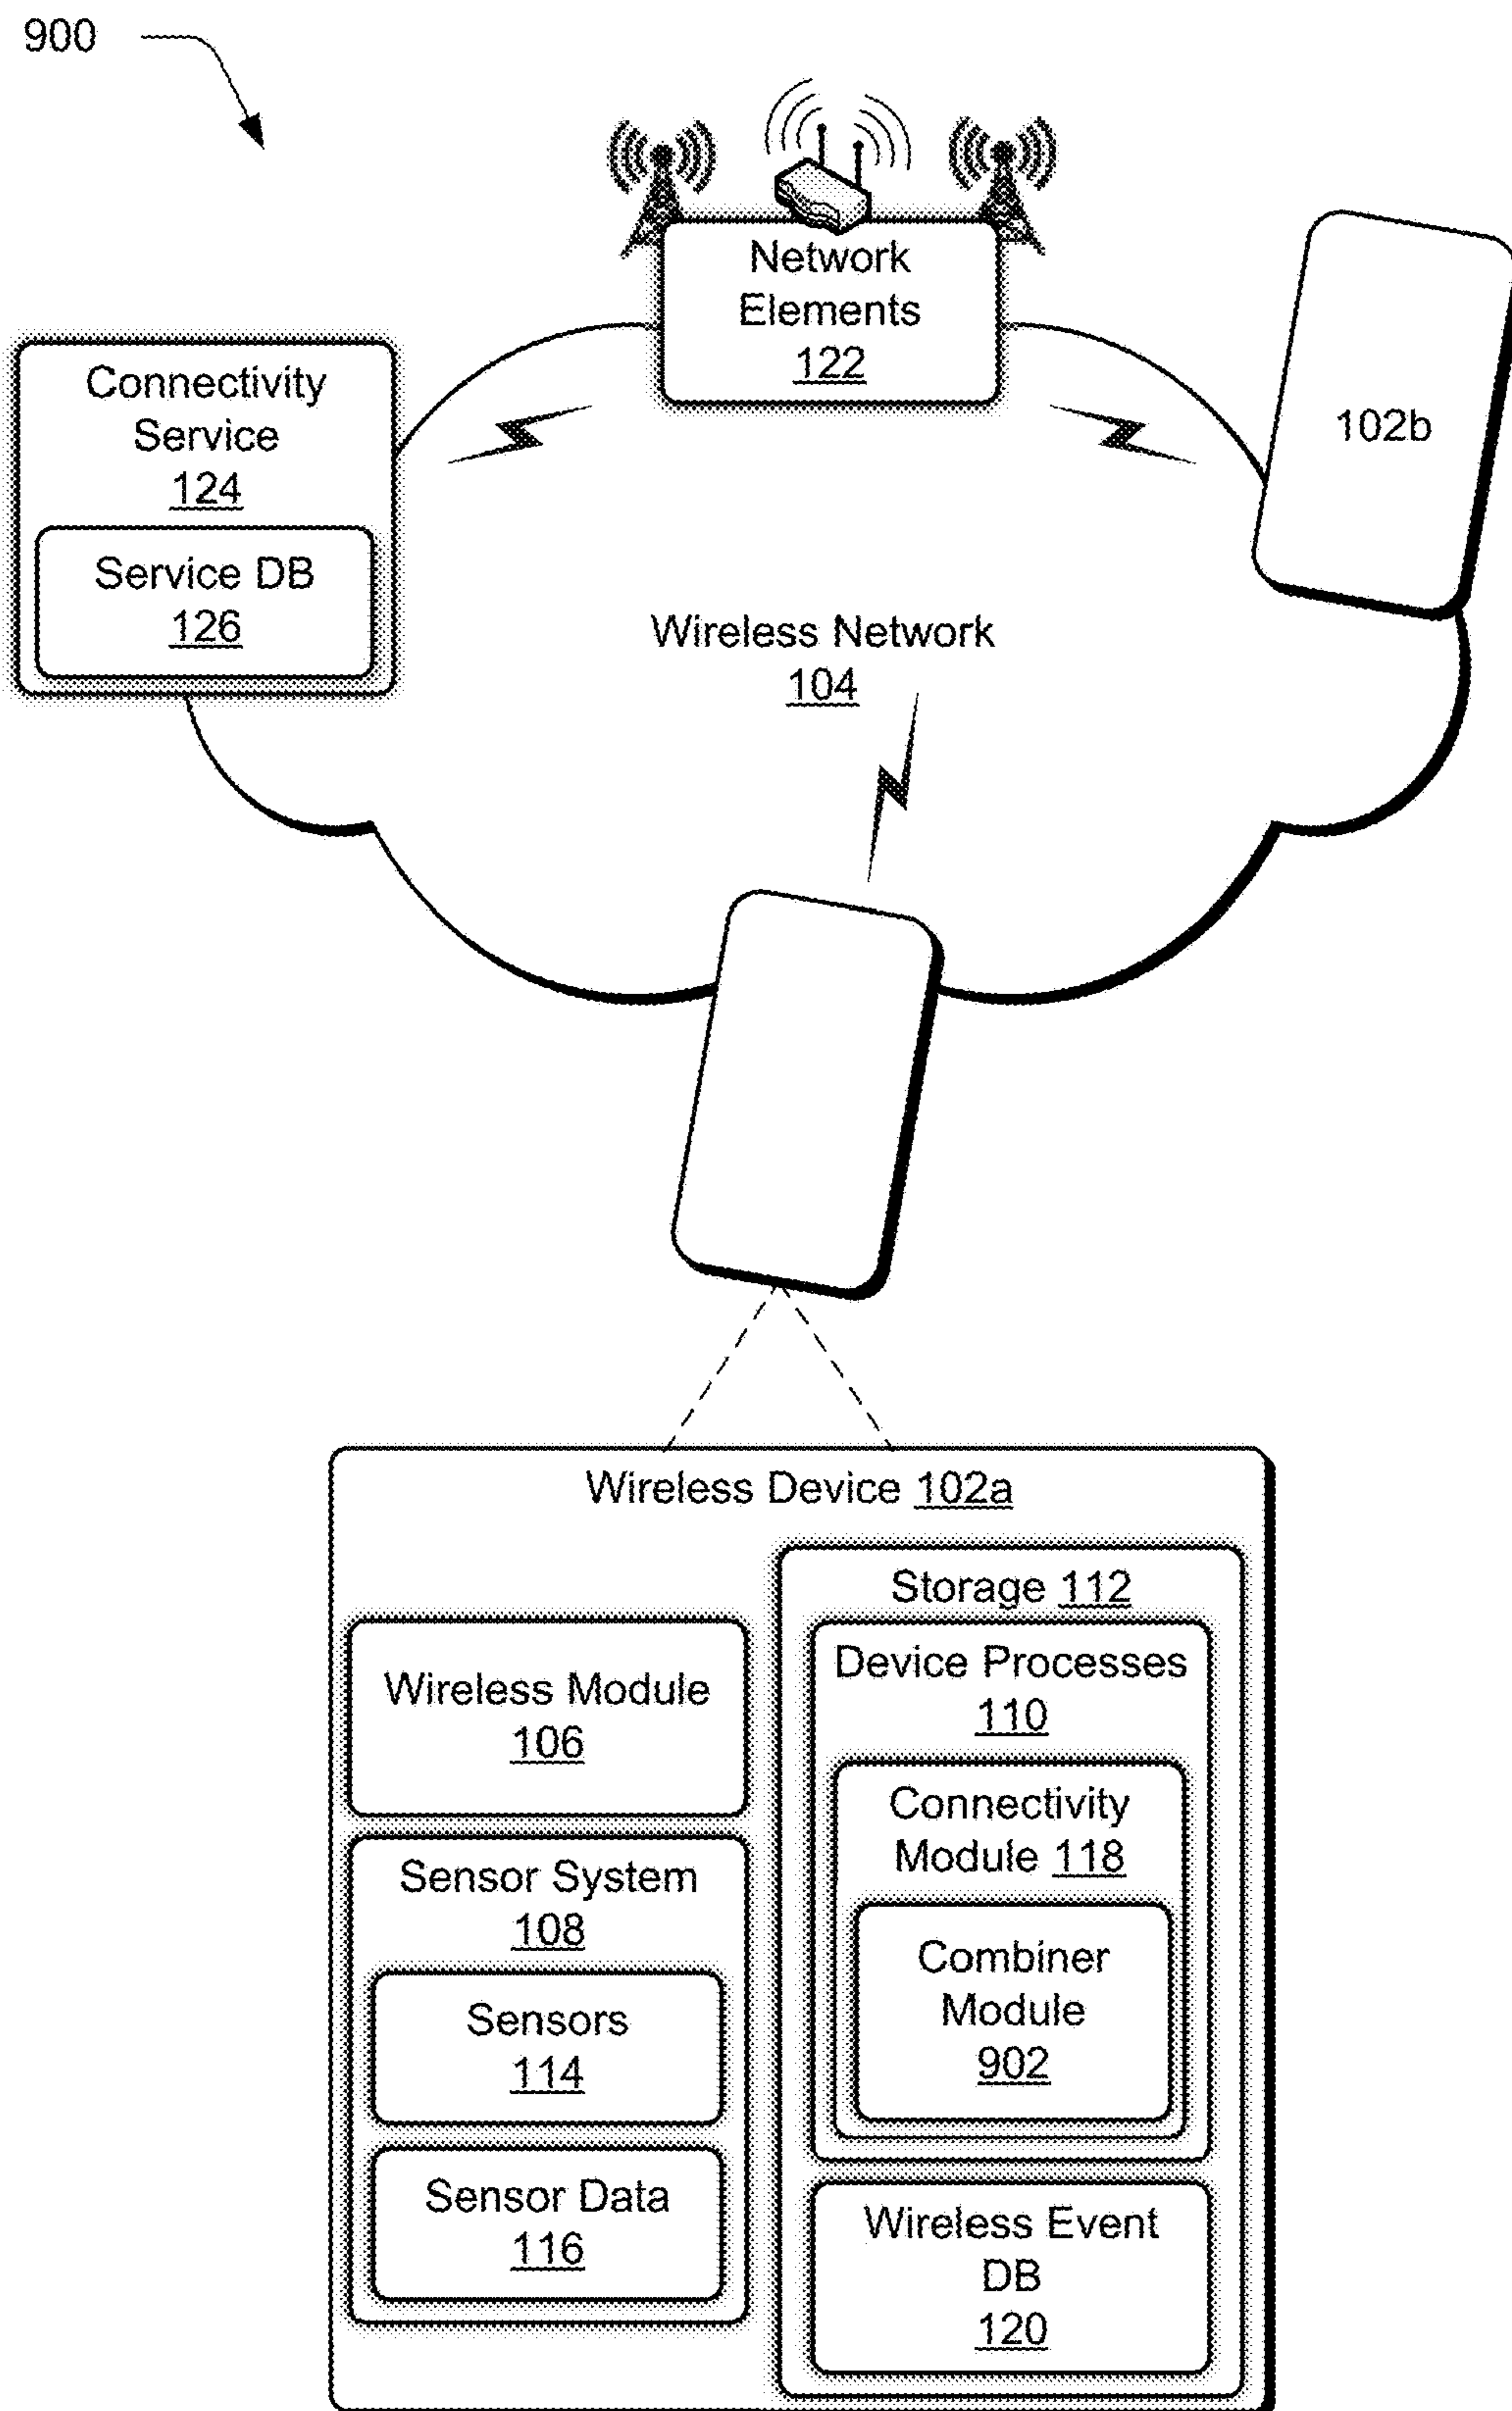 900
Network
Elements
122
Connectivity
Service
124
Service DB
126
102b
Wireless Network
104
Wireless Device 102a
Wireless Module
106
Sensor System
108
Sensors
114
Sensor Data
116
Storage 112
Device Processes
110
Connectivity
Module 118
Combiner
Module
902
Wireless Event
DB
120